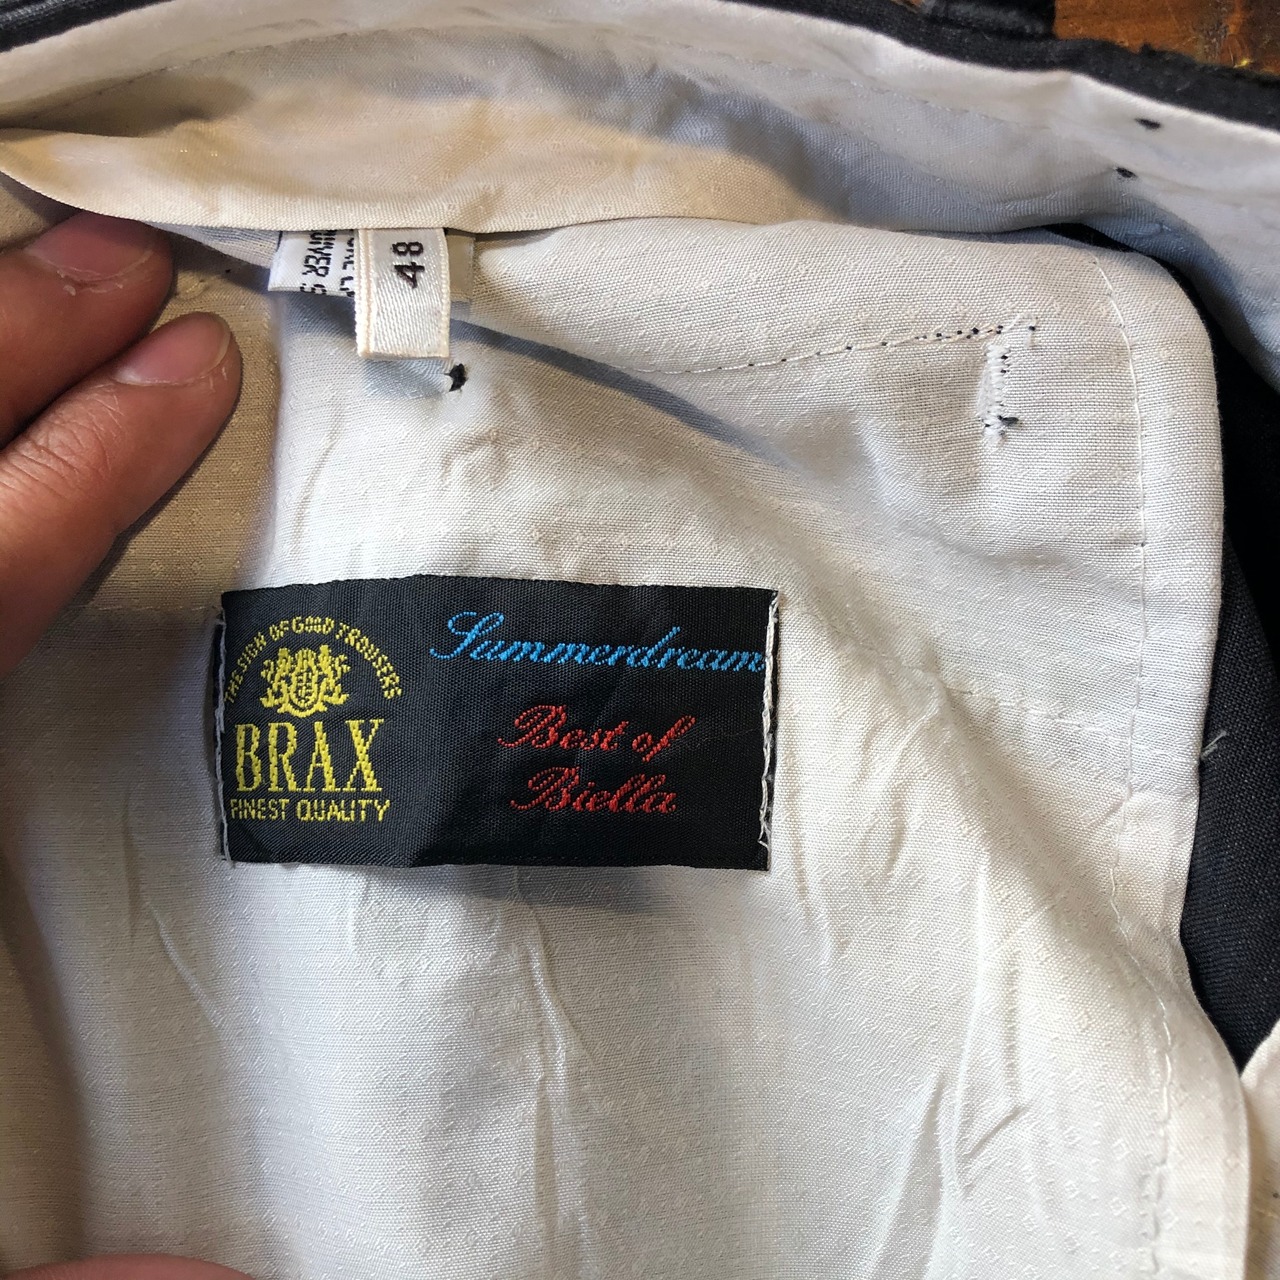 48
THE SIGN OF GOOD TROUSERS
BRAX
FINEST QUALITY
Summerdream
Best of
Biella